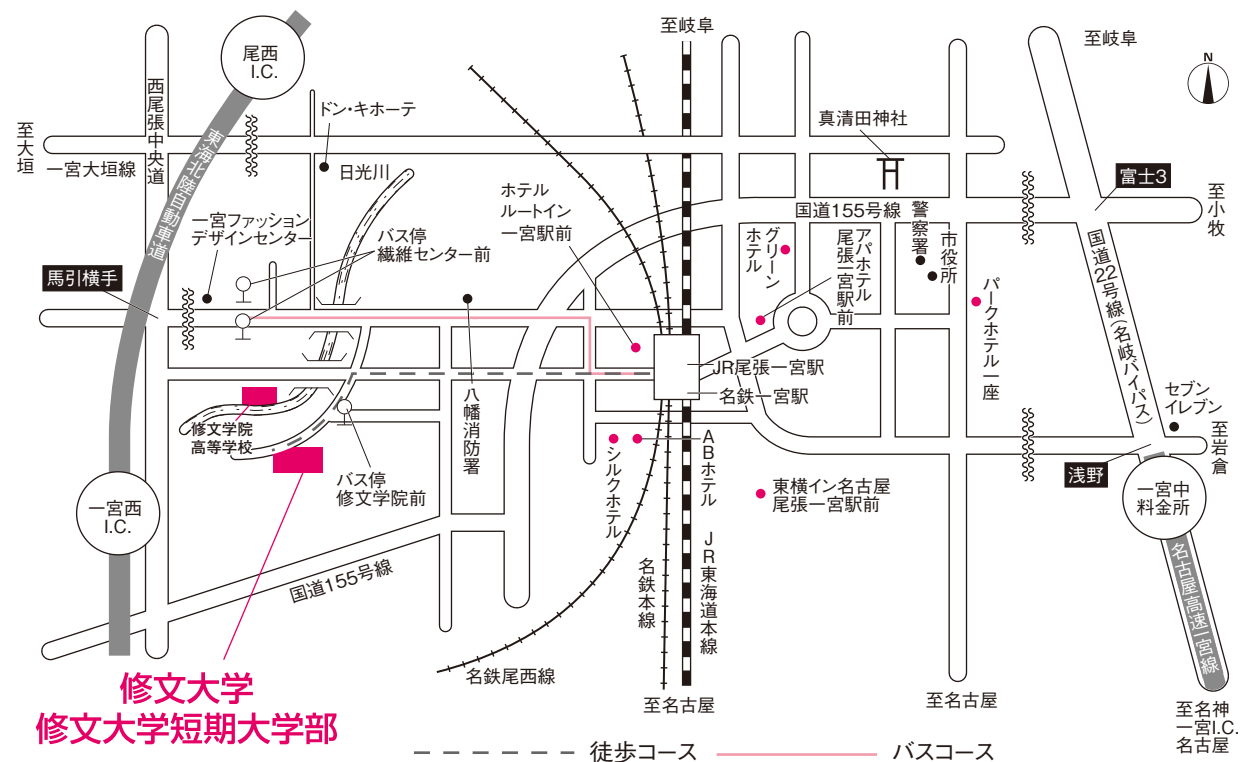 至岐阜
至岐阜
N
尾西
I.C.
西尾張中央道
東海北陸自動車道
ドン・キホーテ
真清田神社
至大垣
一宮大垣線
日光川
富士3
ホテル
ルートイン
一宮駅前
国道155号線
至小牧
一宮ファッション
デザインセンター
バス停
繊維センター前
グリーン
ホテル
アパホテル
尾張一宮駅前
警察署
市役所
国道22号線(名岐バイパス)
馬引横手
パークホテル一座
JR尾張一宮駅
名鉄一宮駅
セブン
イレブン
修文学院
高等学校
八幡消防署
至岩倉
シルクホテル
ABホテル
浅野
バス停
修文学院前
東横イン名古屋
尾張一宮駅前
一宮中
料金所
一宮西
I.C.
JR東海道本線
名鉄本線
国道155号線
名古屋高速一宮線
名鉄尾西線
修文大学
修文大学短期大学部
至名古屋
至名古屋
至名神
一宮I.C.
名古屋
徒歩コース
バスコース